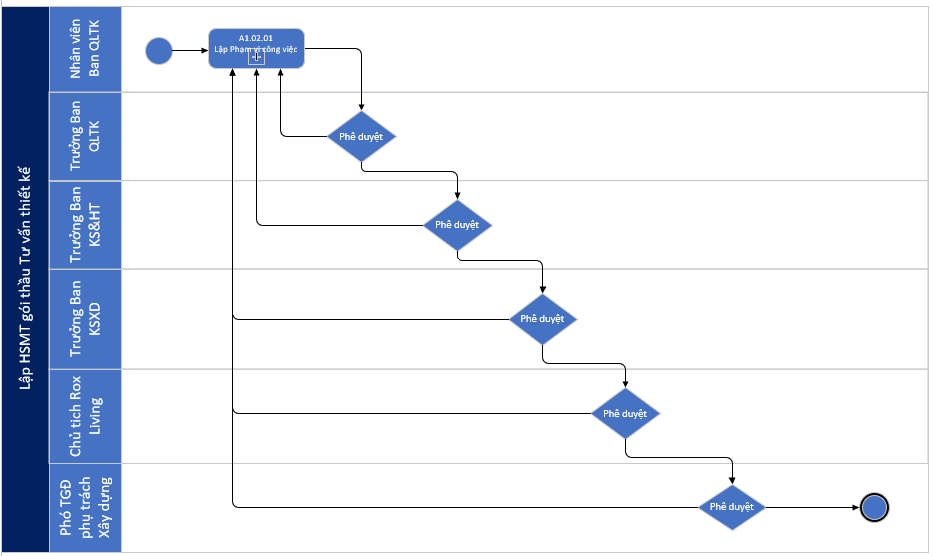 Lập HSMT gói thầu Tư vấn thiết kế
Nhân viên
Ban QLTK
A1.02.01
Lập Phạm vi công việc
Trưởng Ban
QLTK
Phê duyệt
Trưởng Ban
KS&HT
Phê duyệt
Trưởng Ban
KSXD
Phê duyệt
Chủ tich Rox
Living
Phê duyệt
Phó TGĐ
phụ trách
Xây dựng
Phê duyệt